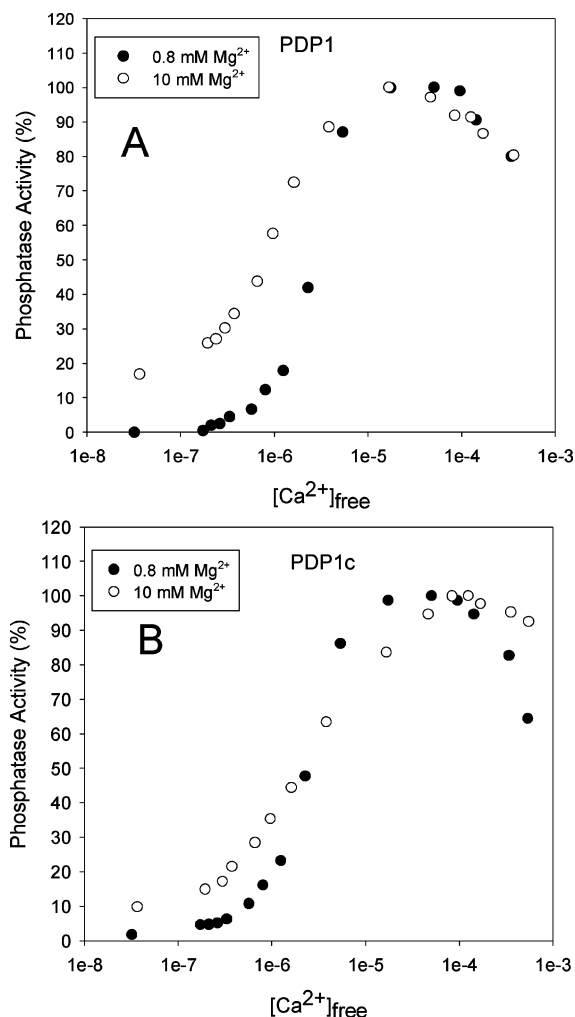 120
110
100
90
80
70
60
50
40
30
20
10
0
Phosphatase Activity (%)
0.8 mM Mg2+
10 mM Mg2+
PDP1
A
1e-8 1e-7 1e-6 1e-5 1e-4 1e-3
[Ca2+]free
120
110
100
90
80
70
60
50
40
30
20
10
0
Phosphatase Activity (%)
0.8 mM Mg2+
10 mM Mg2+
PDP1c
B
1e-8 1e-7 1e-6 1e-5 1e-4 1e-3
[Ca2+]free